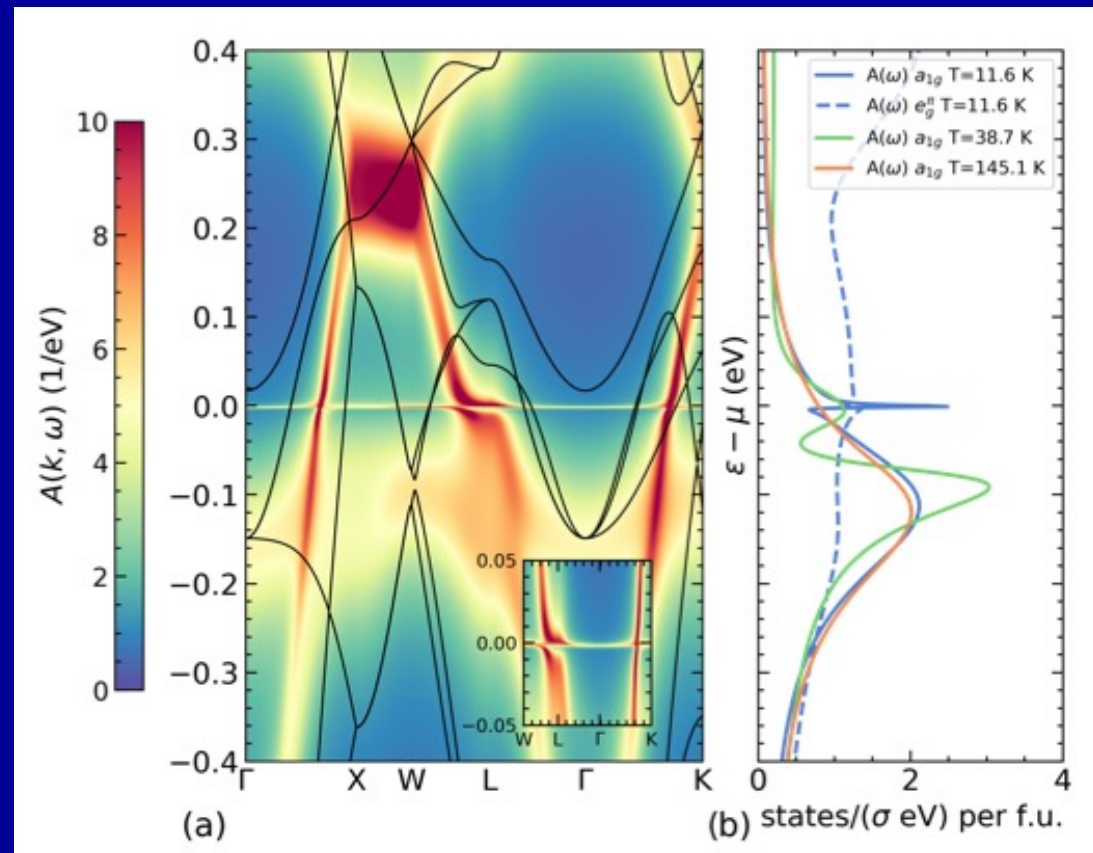 A(k, ω) (1/eV)
10
8
6
4
2
0
0.4
0.3
0.2
0.1
0.0
−0.1
−0.2
−0.3
−0.4
Γ X W L Γ K
0.05
0.00
−0.05
W L Γ K
(a)
ε − μ (eV)
A(ω) a₁g T=11.6 K
A(ω) eᵍπ T=11.6 K
A(ω) a₁g T=38.7 K
A(ω) a₁g T=145.1 K
0 2 4
(b) states/(σ eV) per f.u.